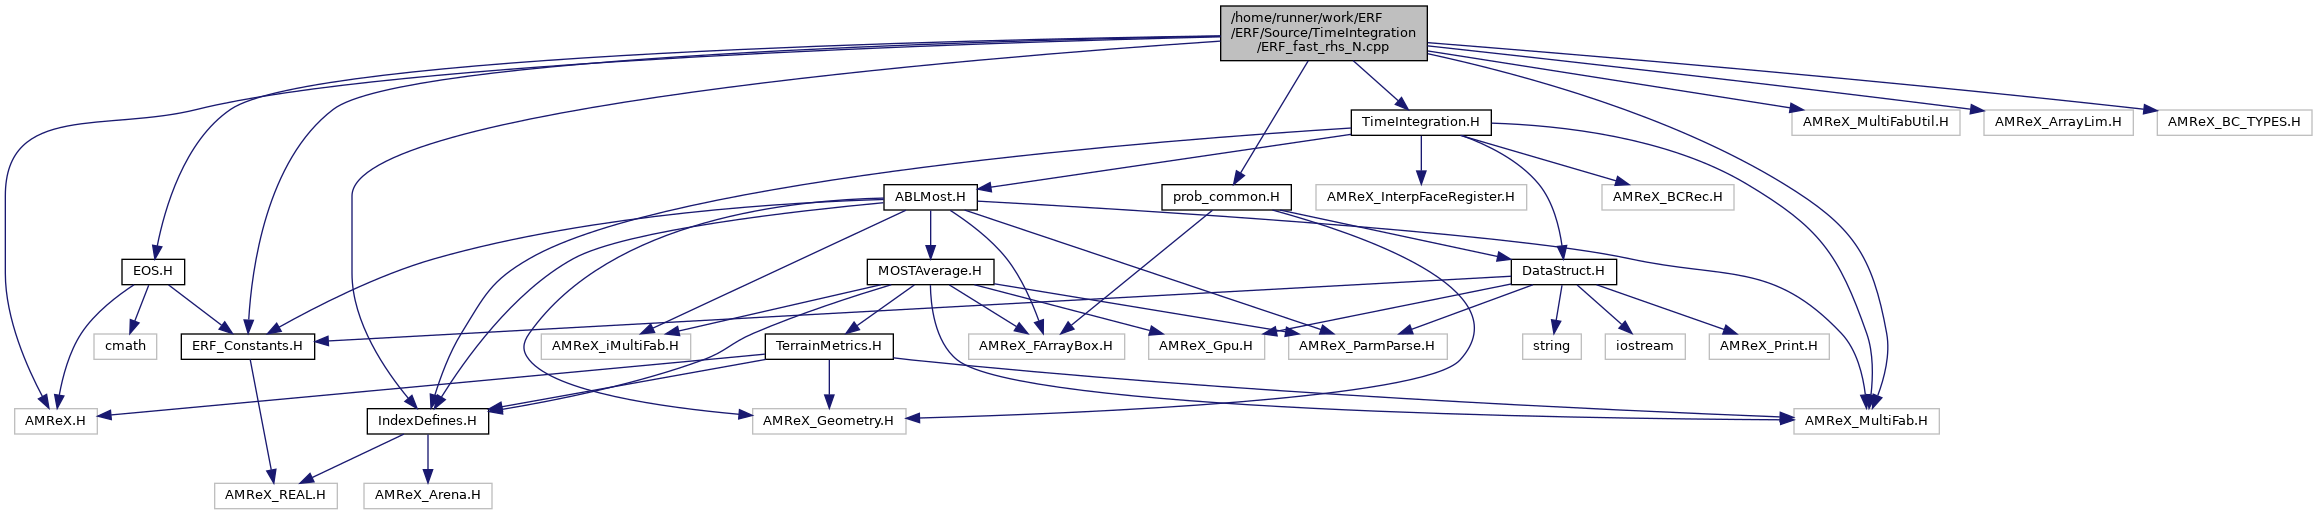 /home/runner/work/ERF
/ERF/Source/TimeIntegration
/ERF_fast_rhs_N.cpp
TimeIntegration.H
AMReX_MultiFabUtil.H
AMReX_ArrayLim.H
AMReX_BC_TYPES.H
ABLMost.H
prob_common.H
AMReX_InterpFaceRegister.H
AMReX_BCRec.H
EOS.H
MOSTAverage.H
DataStruct.H
cmath
ERF_Constants.H
AMReX_iMultiFab.H
TerrainMetrics.H
AMReX_FArrayBox.H
AMReX_Gpu.H
AMReX_ParmParse.H
string
iostream
AMReX_Print.H
AMReX.H
IndexDefines.H
AMReX_Geometry.H
AMReX_MultiFab.H
AMReX_REAL.H
AMReX_Arena.H